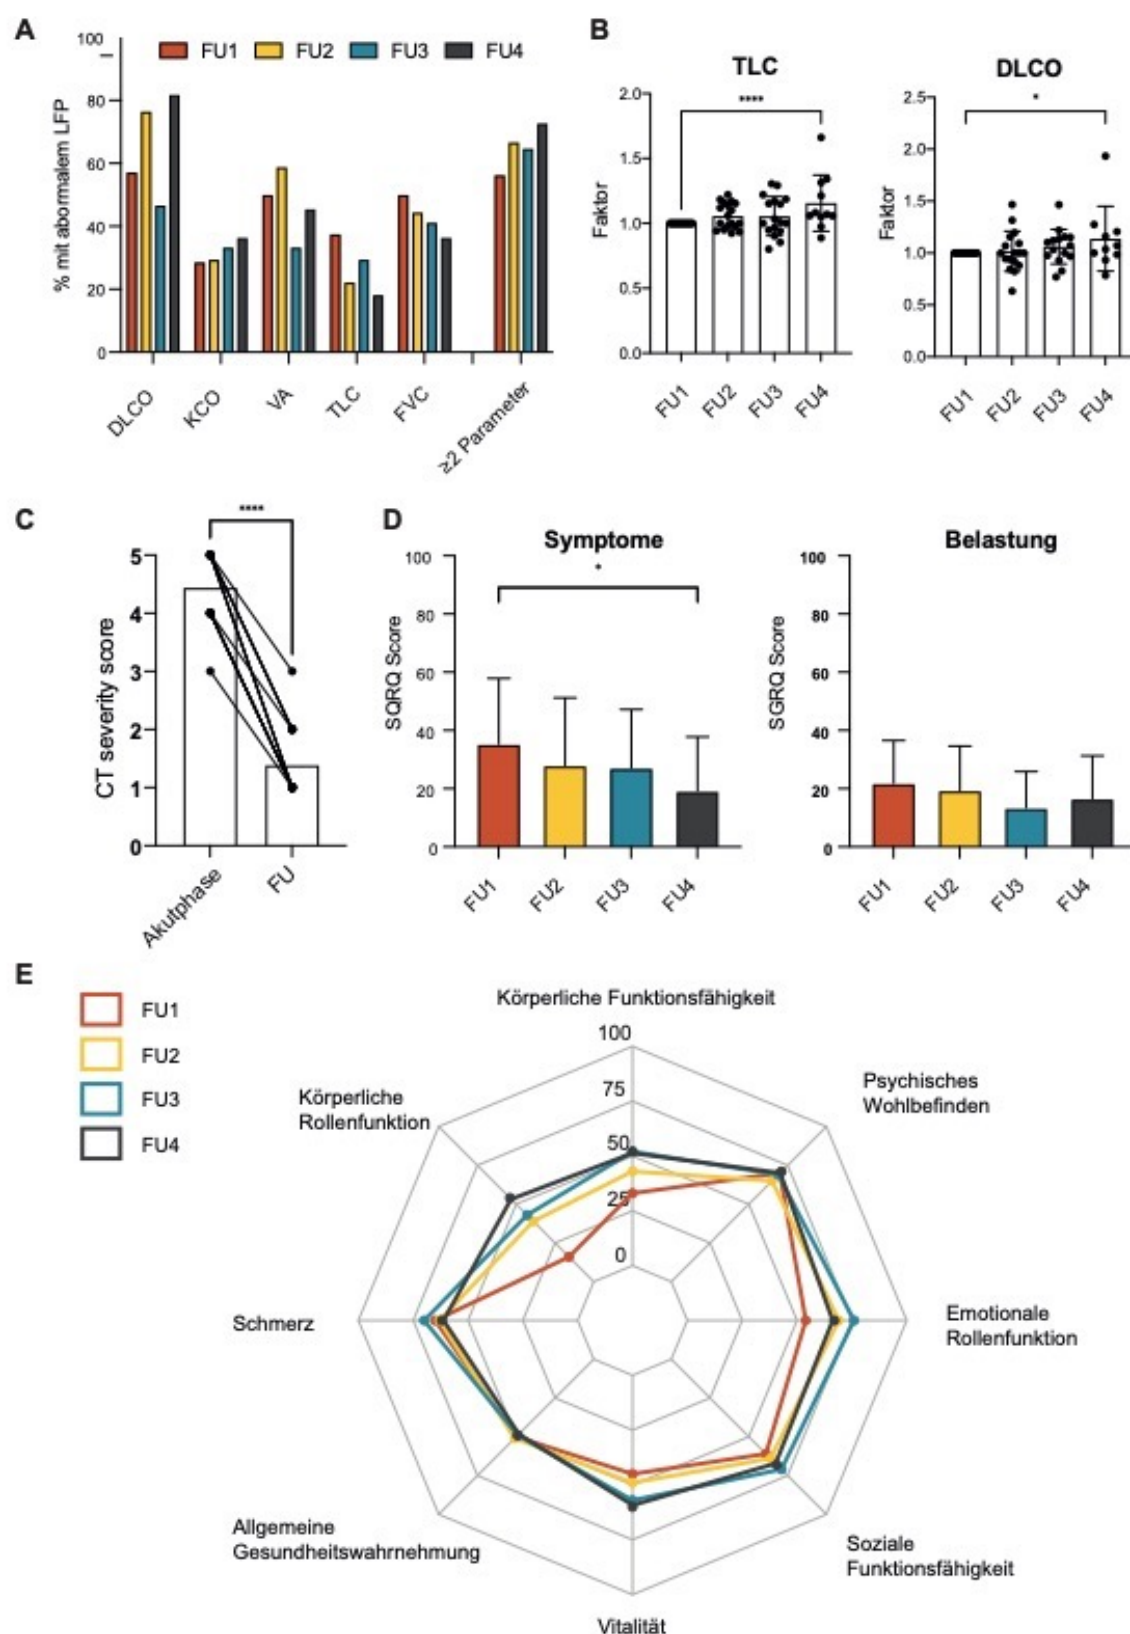 A
100
FU1 FU2 FU3 FU4
80
60
40
20
0
% mit abormalem LFP
DLCO KCO VA TLC FVC ≥2 Parameter
B
TLC
****
2.0
1.5
1.0
0.5
0.0
Faktor
FU1 FU2 FU3 FU4
DLCO
*
2.5
2.0
1.5
1.0
0.5
0.0
Faktor
FU1 FU2 FU3 FU4
C
****
5
4
3
2
1
0
CT severity score
Akutphase FU
D
Symptome
*
100
80
60
40
20
0
SQRQ Score
FU1 FU2 FU3 FU4
Belastung
100
80
60
40
20
0
SGRQ Score
FU1 FU2 FU3 FU4
E
FU1
FU2
FU3
FU4
Körperliche Funktionsfähigkeit
100
75
50
25
0
Psychisches
Wohlbefinden
Körperliche
Rollenfunktion
Schmerz
Emotionale
Rollenfunktion
Allgemeine
Gesundheitswahrnehmung
Soziale
Funktionsfähigkeit
Vitalität